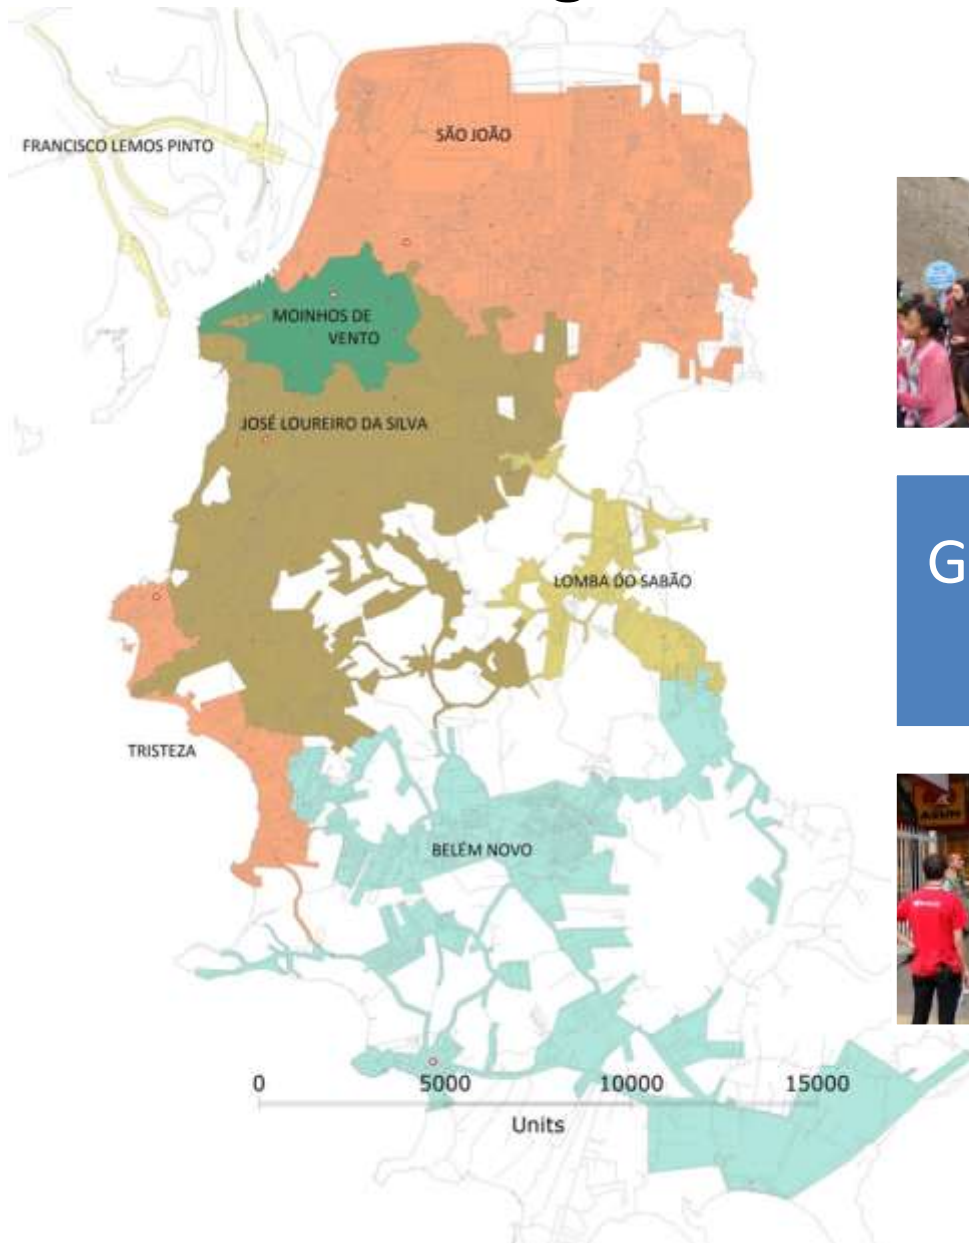 g
SÃO JOÃO
FRANCISCO LEMOS PINTO
MOINHOS DE
VENTO
JOSÉ LOUREIRO DA SILVA
LOMBA DO SABÃO
TRISTEZA
BELÉM NOVO
0 5000 10000 15000
Units
G